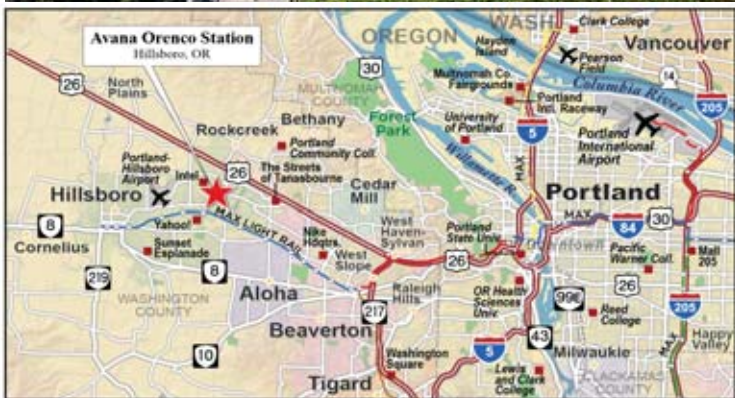 Avana Orenco Station
Hillsboro, OR
WASH
OREGON
Clark College
Vancouver
Hayden
Island
Pearson
Field
26
North
Plains
30
MULTNOMAH
COUNTY
Multnomah Co.
Fairgrounds
14
Columbia River
205
Bethany
Forest
Park
Portland
Intl. Raceway
Rockcreek
University
of Portland
5
Portland
International
Airport
Portland
Community Coll.
MAX
Willamette R.
Portland-
Hillsboro
Airport
Intel
26
The Streets
of Tanasbourne
Cedar
Mill
Portland
Hillsboro
MAX
84
30
8
Yahoo!
MAX LIGHT RAIL
Nike
Hdqtrs.
West
Haven-
Sylvan
Portland
State Univ.
Downtown
Cornelius
Sunset
Esplanade
West
Slope
26
Pacific
Warner Coll.
Mall
205
219
8
WASHINGTON
COUNTY
Aloha
Raleigh
Hills
OR Health
Sciences
Univ.
99E
26
Reed
College
205
217
Beaverton
43
MAX
Happy
Valley
10
Washington
Square
5
Milwaukie
Tigard
Lewis
and Clark
College
CLACKAMAS
COUNTY